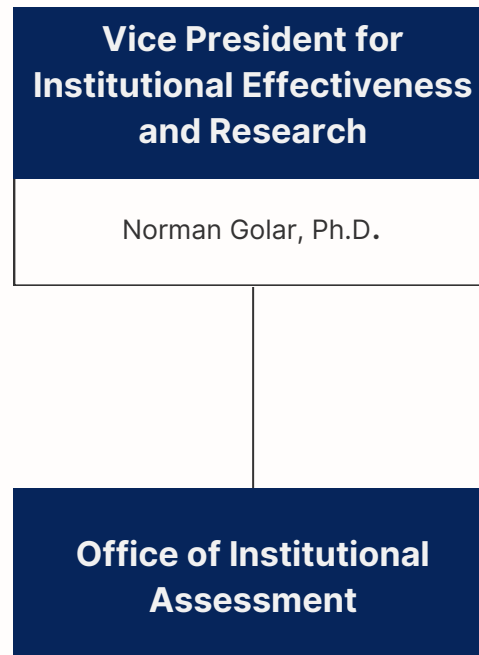 Vice President for
Institutional Effectiveness
and Research
Norman Golar, Ph.D.
Office of Institutional
Assessment